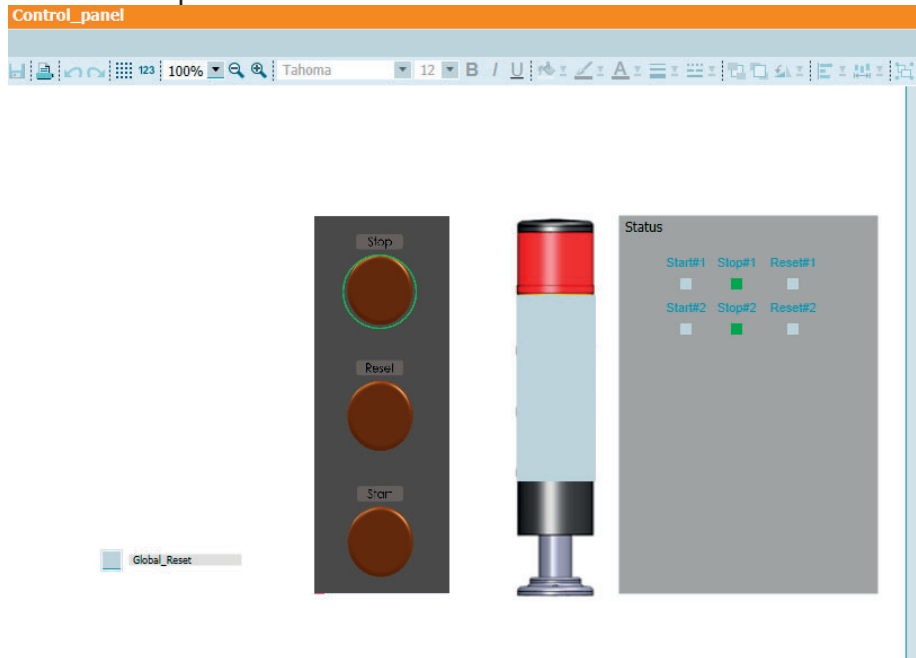 Control_panel
123 100% Tahoma 12 B I U A
Stop
Reset
Start
Global_Reset
Status
Start#1 Stop#1 Reset#1
Start#2 Stop#2 Reset#2